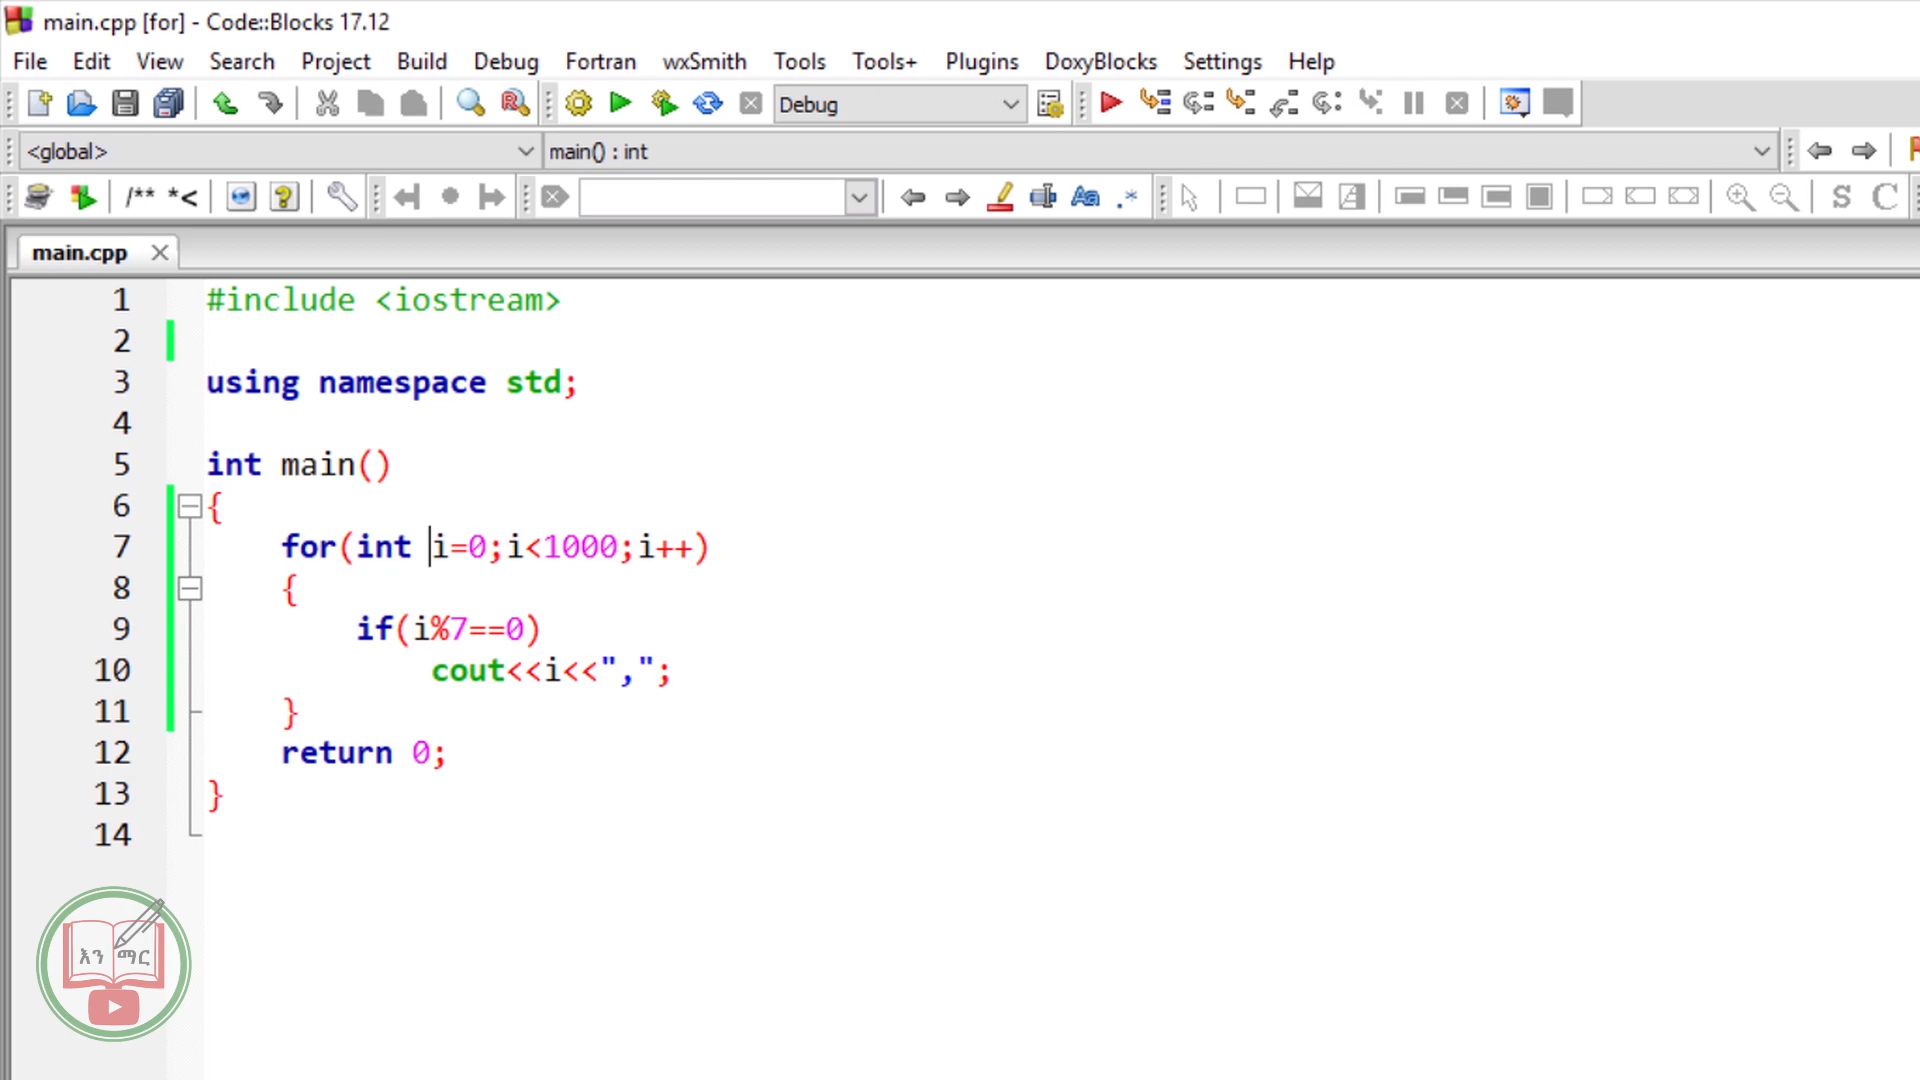 main.cpp [for] - Code::Blocks 17.12
File Edit View Search Project Build Debug Fortran wxSmith Tools Tools+ Plugins DoxyBlocks Settings Help
Debug
<global> main() : int
/** *< Aa .* S C
main.cpp
1 #include <iostream>
2
3 using namespace std;
4
5 int main()
6 {
7 for(int i=0;i<1000;i++)
8 {
9 if(i%7==0)
10 cout<<i<<",";
11 }
12 return 0;
13 }
14
እን ማር